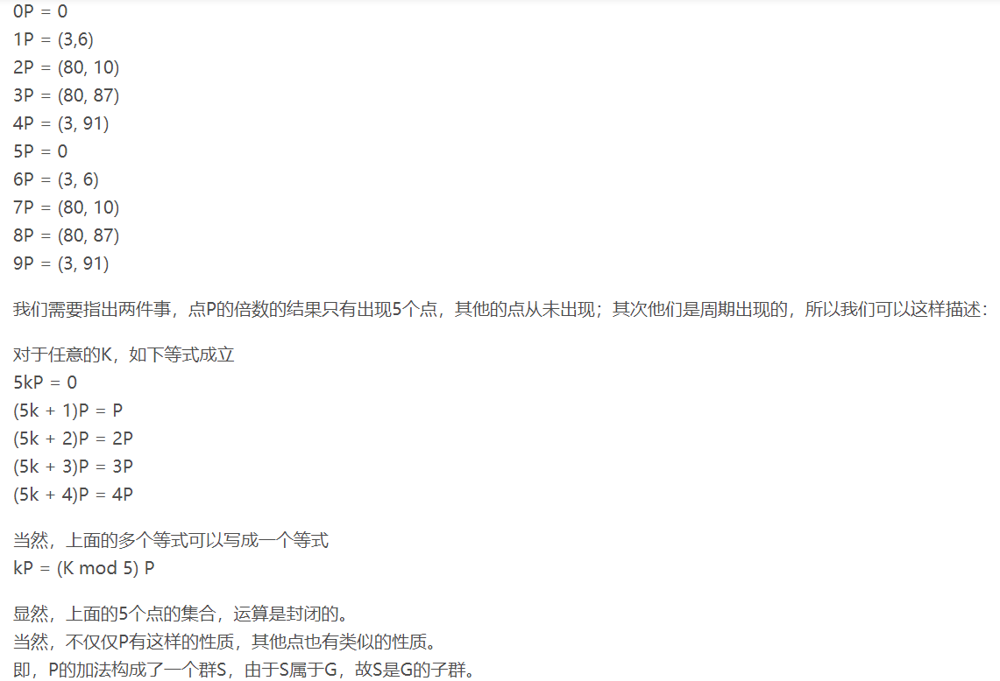 0P = 0
1P = (3,6)
2P = (80, 10)
3P = (80, 87)
4P = (3, 91)
5P = 0
6P = (3, 6)
7P = (80, 10)
8P = (80, 87)
9P = (3, 91)
我们需要指出两件事，点P的倍数的结果只有出现5个点，其他的点从未出现；其次他们是周期出现的，所以我们可以这样描述：
对于任意的K，如下等式成立
5kP = 0
(5k + 1)P = P
(5k + 2)P = 2P
(5k + 3)P = 3P
(5k + 4)P = 4P
当然，上面的多个等式可以写成一个等式
kP = (K mod 5) P
显然，上面的5个点的集合，运算是封闭的。
当然，不仅仅P有这样的性质，其他点也有类似的性质。
即，P的加法构成了一个群S，由于S属于G，故S是G的子群。